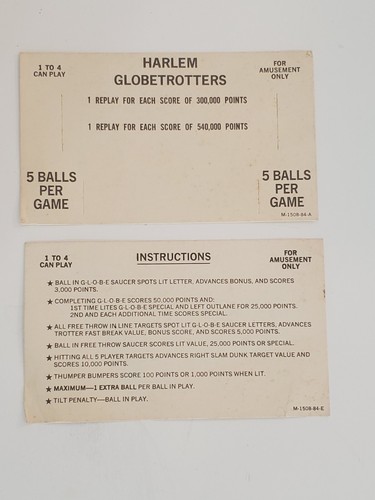 1 TO 4
CAN PLAY
HARLEM
GLOBETROTTERS
FOR
AMUSEMENT
ONLY
1 REPLAY FOR EACH SCORE OF 300,000 POINTS
1 REPLAY FOR EACH SCORE OF 540,000 POINTS
5 BALLS
PER
GAME
5 BALLS
PER
GAME
M-1508-84-A
1 TO 4
CAN PLAY
INSTRUCTIONS
FOR
AMUSEMENT
ONLY
★ BALL IN G-L-O-B-E SAUCER SPOTS LIT LETTER, ADVANCES BONUS, AND SCORES
3,000 POINTS.
★ COMPLETING G-L-O-B-E SCORES 50,000 POINTS AND:
1ST TIME LITES G-L-O-B-E SPECIAL AND LEFT OUTLANE FOR 25,000 POINTS.
2ND AND EACH ADDITIONAL TIME SCORES SPECIAL.
★ ALL FREE THROW IN LINE TARGETS SPOT LIT G-L-O-B-E SAUCER LETTERS, ADVANCES
TROTTER FAST BREAK VALUE, BONUS SCORE, AND SCORES 5,000 POINTS.
★ BALL IN FREE THROW SAUCER SCORES LIT VALUE, 25,000 POINTS OR SPECIAL.
★ HITTING ALL 5 PLAYER TARGETS ADVANCES RIGHT SLAM DUNK TARGET VALUE AND
SCORES 10,000 POINTS.
★ THUMPER BUMPERS SCORE 100 POINTS OR 1,000 POINTS WHEN LIT.
★ MAXIMUM—1 EXTRA BALL PER BALL IN PLAY.
★ TILT PENALTY—BALL IN PLAY.
M-1508-84-E